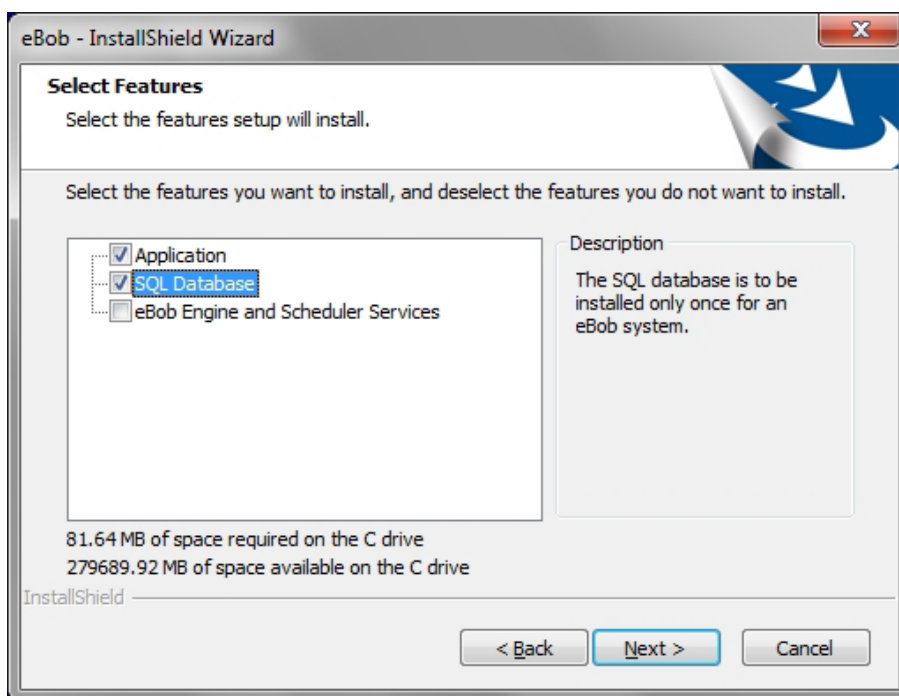 eBob - InstallShield Wizard
Select Features
Select the features setup will install.
Select the features you want to install, and deselect the features you do not want to install.
Application
SQL Database
eBob Engine and Scheduler Services
Description
The SQL database is to be
installed only once for an
eBob system.
81.64 MB of space required on the C drive
279689.92 MB of space available on the C drive
InstallShield
< Back
Next >
Cancel